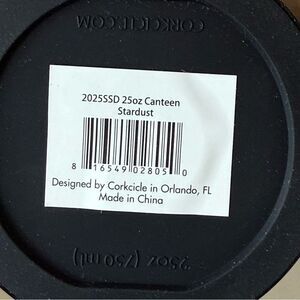 CORKCICLE.COM
2025SSD 25oz Canteen
Stardust
8 16549 02805 0
Designed by Corkcicle in Orlando, FL
Made in China
25oz (750 ml)